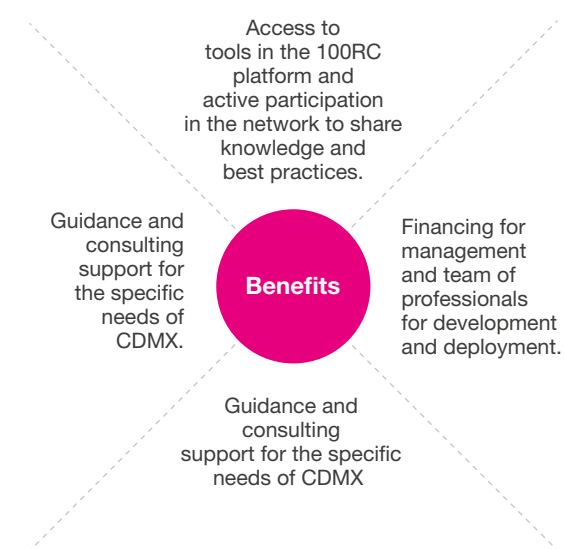 Access to
tools in the 100RC
platform and
active participation
in the network to share
knowledge and
best practices.
Guidance and
consulting
support for
the specific
needs of
CDMX.
Benefits
Financing for
management
and team of
professionals
for development
and deployment.
Guidance and
consulting
support for the specific
needs of CDMX